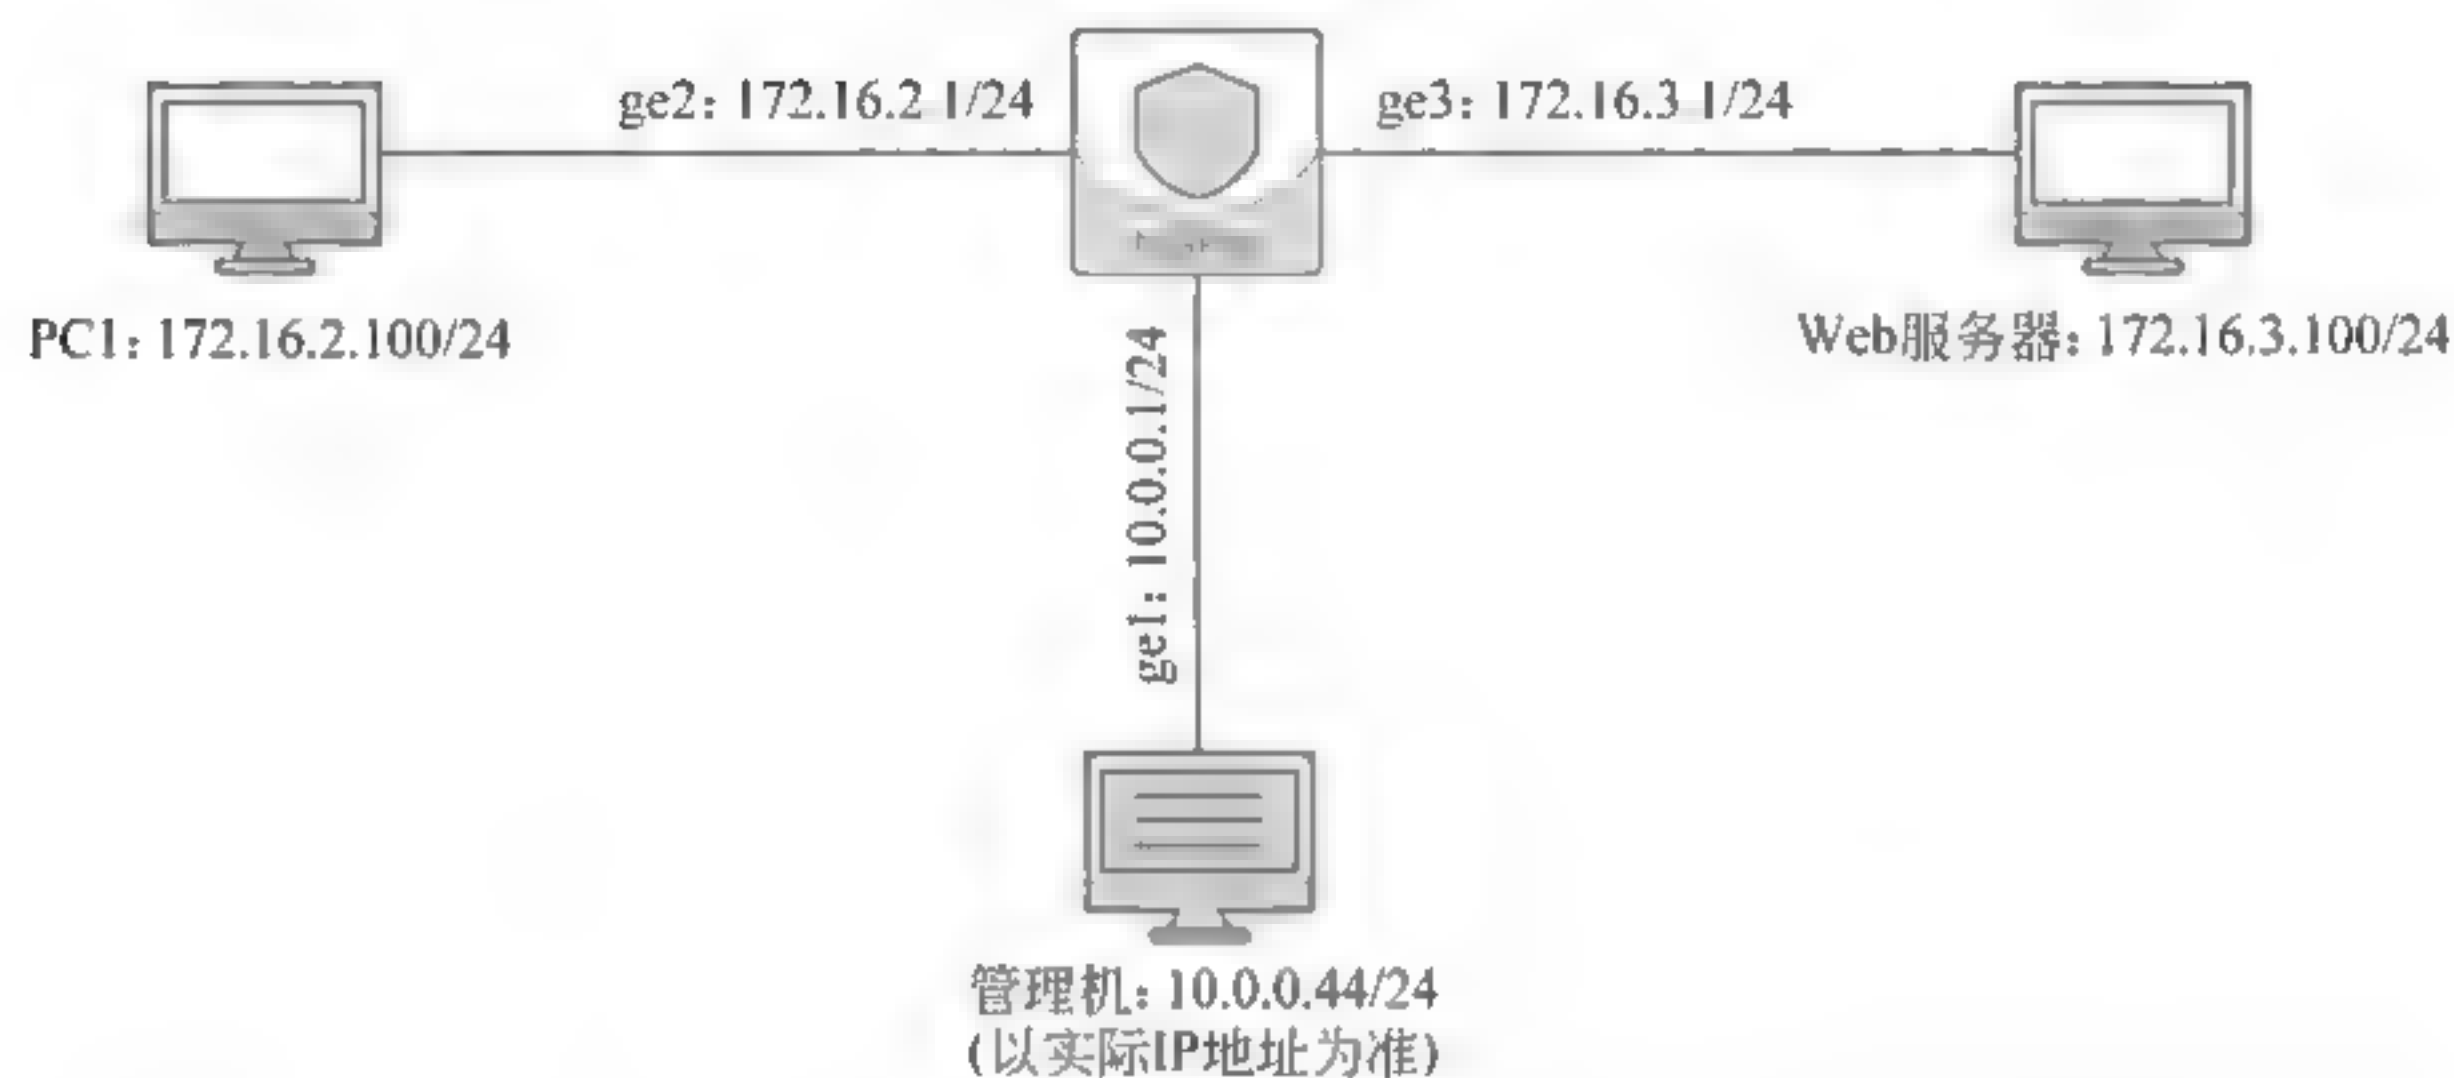 ge2: 172.16.2 1/24
ge3: 172.16.3 1/24
PC1: 172.16.2.100/24
Web服务器: 172.16.3.100/24
ge1: 10.0.0.1/24
管理机: 10.0.0.44/24
(以实际IP地址为准)